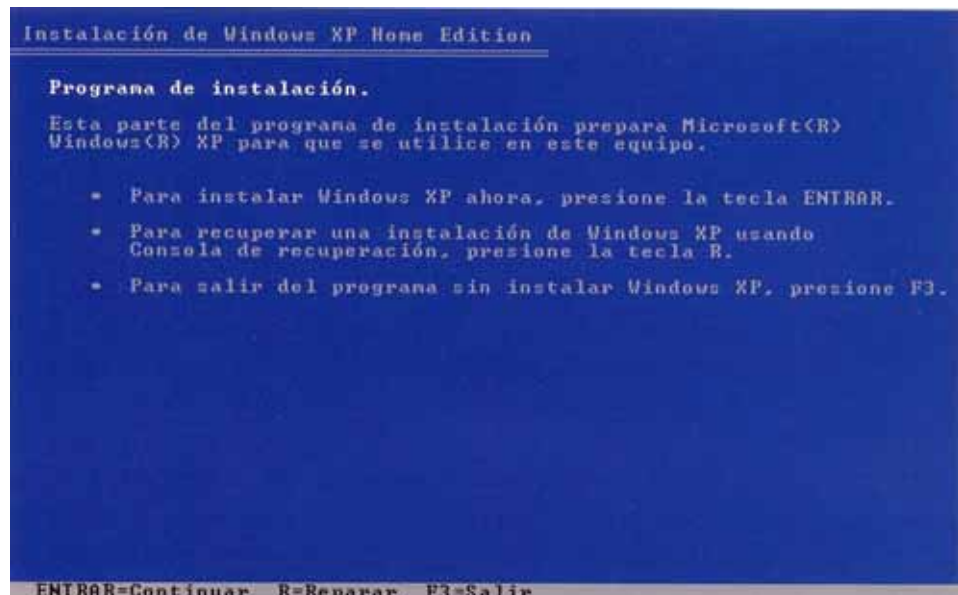 Instalación de Windows XP Home Edition
Programa de instalación.
Esta parte del programa de instalación prepara Microsoft(R)
Windows(R) XP para que se utilice en este equipo.
• Para instalar Windows XP ahora, presione la tecla ENTRAR.
• Para recuperar una instalación de Windows XP usando
Consola de recuperación, presione la tecla R.
• Para salir del programa sin instalar Windows XP, presione F3.
ENTRAR=Continuar R=Reparar F3=Salir